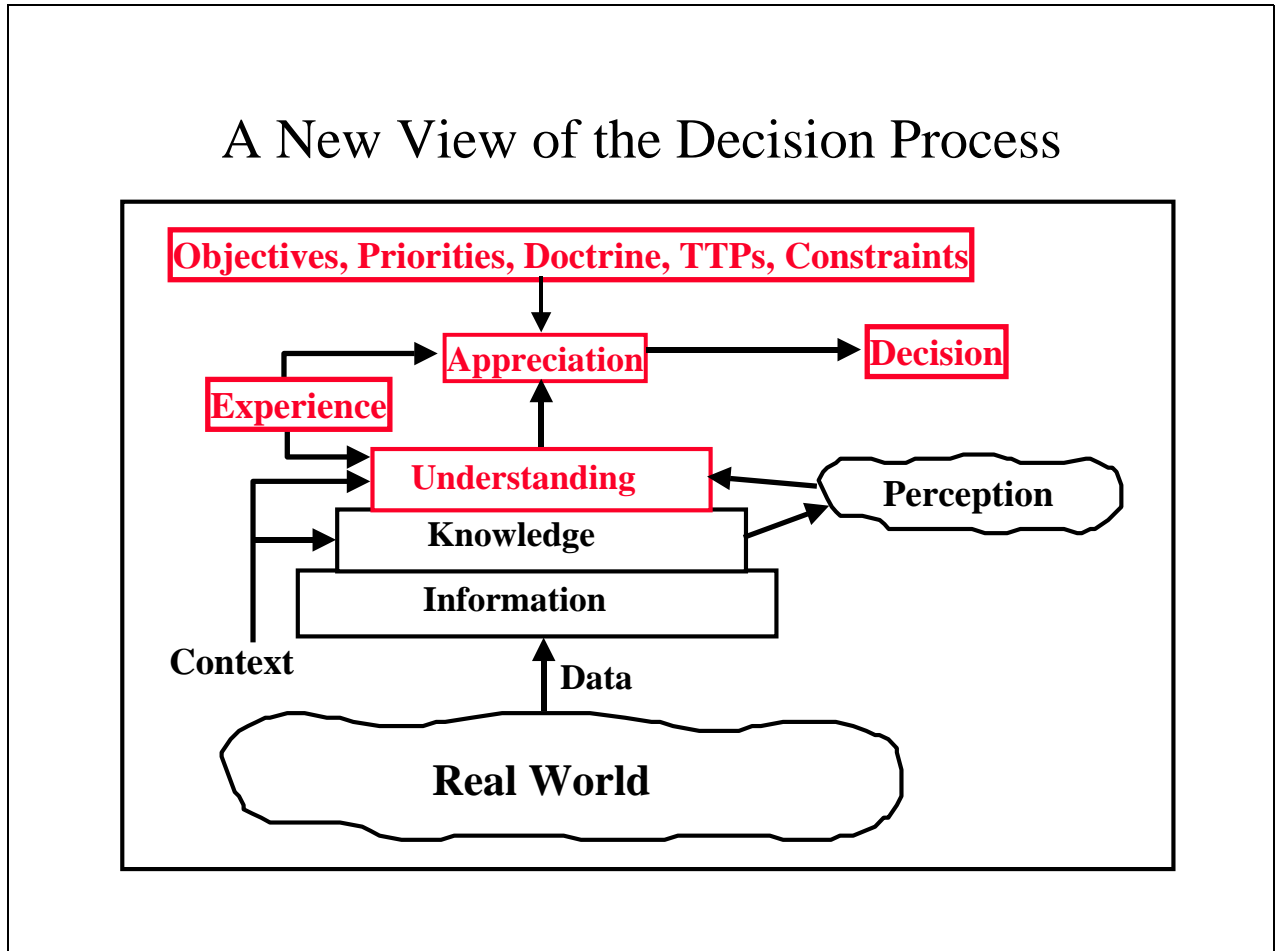 A New View of the Decision Process
Objectives, Priorities, Doctrine, TTPs, Constraints
Appreciation
Decision
Experience
Understanding
Perception
Knowledge
Information
Context
Data
Real World